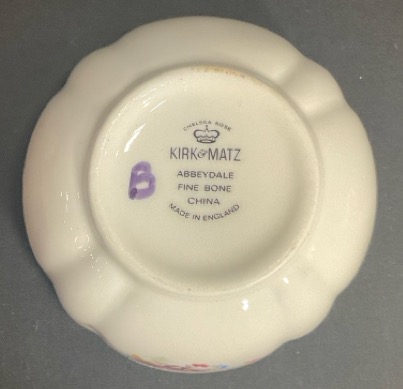 CHELSEA ROSE
KIRK & MATZ
ABBEYDALE
FINE BONE
CHINA
MADE IN ENGLAND
B